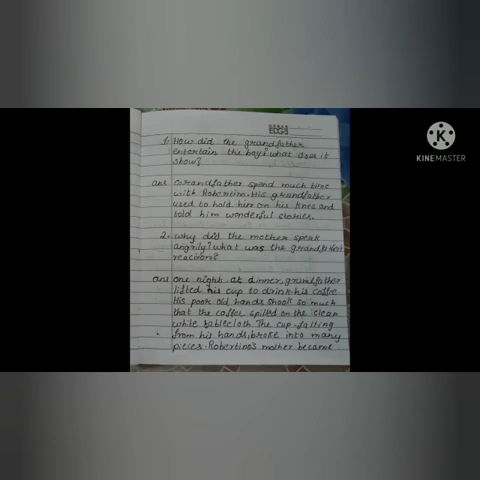 1. How did the grandfather
entertain the boy? what does it
show?
ans Grandfather spend much time
with Robertino. His grandfather
used to hold him on his knee and
told him wonderful stories.
2. why did the mother speak
angrily? what was the grandfather
reaction?
ans one night at dinner, grandfather
lifted his cup to drink his coffee.
His poor old hands shook so much
that the coffee spilled on the clean
white tablecloth. The cup falling
from his hands, broke into many
pieces. Robertino's mother became
KINEMASTER